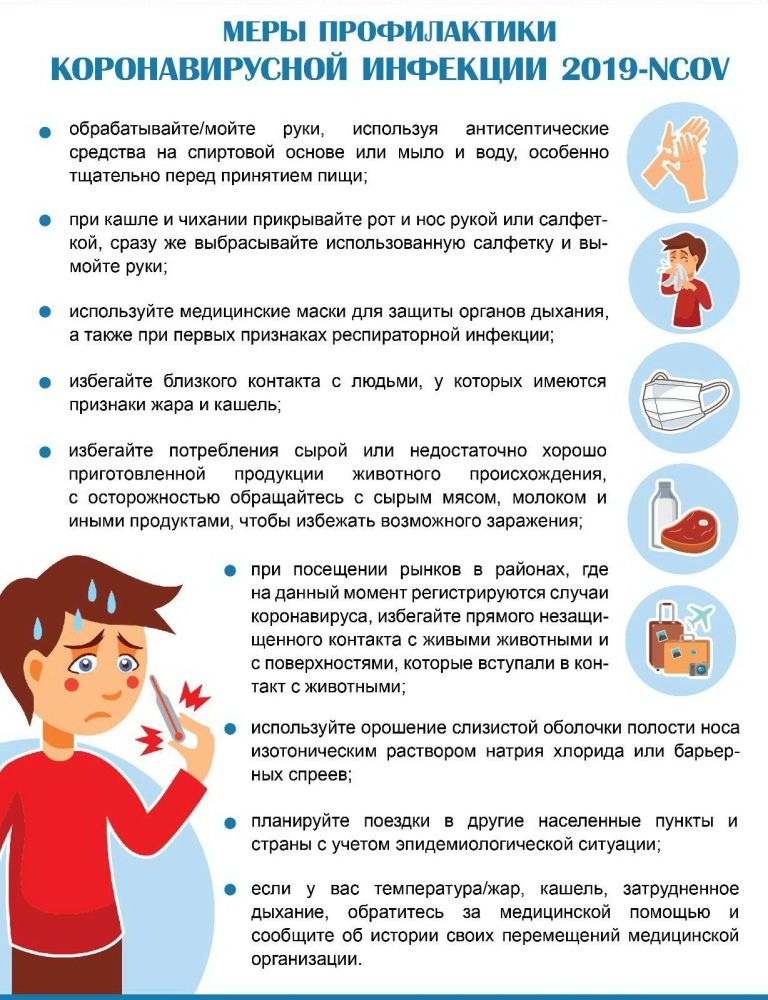 МЕРЫ ПРОФИЛАКТИКИ
КОРОНАВИРУСНОЙ ИНФЕКЦИИ 2019-NCOV
обрабатывайте/мойте руки, используя антисептические
средства на спиртовой основе или мыло и воду, особенно
тщательно перед принятием пищи;
при кашле и чихании прикрывайте рот и нос рукой или салфет-
кой, сразу же выбрасывайте использованную салфетку и вы-
мойте руки;
используйте медицинские маски для защиты органов дыхания,
а также при первых признаках респираторной инфекции;
избегайте близкого контакта с людьми, у которых имеются
признаки жара и кашель;
избегайте потребления сырой или недостаточно хорошо
приготовленной продукции животного происхождения,
с осторожностью обращайтесь с сырым мясом, молоком и
иными продуктами, чтобы избежать возможного заражения;
при посещении рынков в районах, где
на данный момент регистрируются случаи
коронавируса, избегайте прямого незащи-
щенного контакта с живыми животными и
с поверхностями, которые вступали в кон-
такт с животными;
используйте орошение слизистой оболочки полости носа
изотоническим раствором натрия хлорида или барьер-
ных спреев;
планируйте поездки в другие населенные пункты и
страны с учетом эпидемиологической ситуации;
если у вас температура/жар, кашель, затрудненное
дыхание, обратитесь за медицинской помощью и
сообщите об истории своих перемещений медицинской
организации.